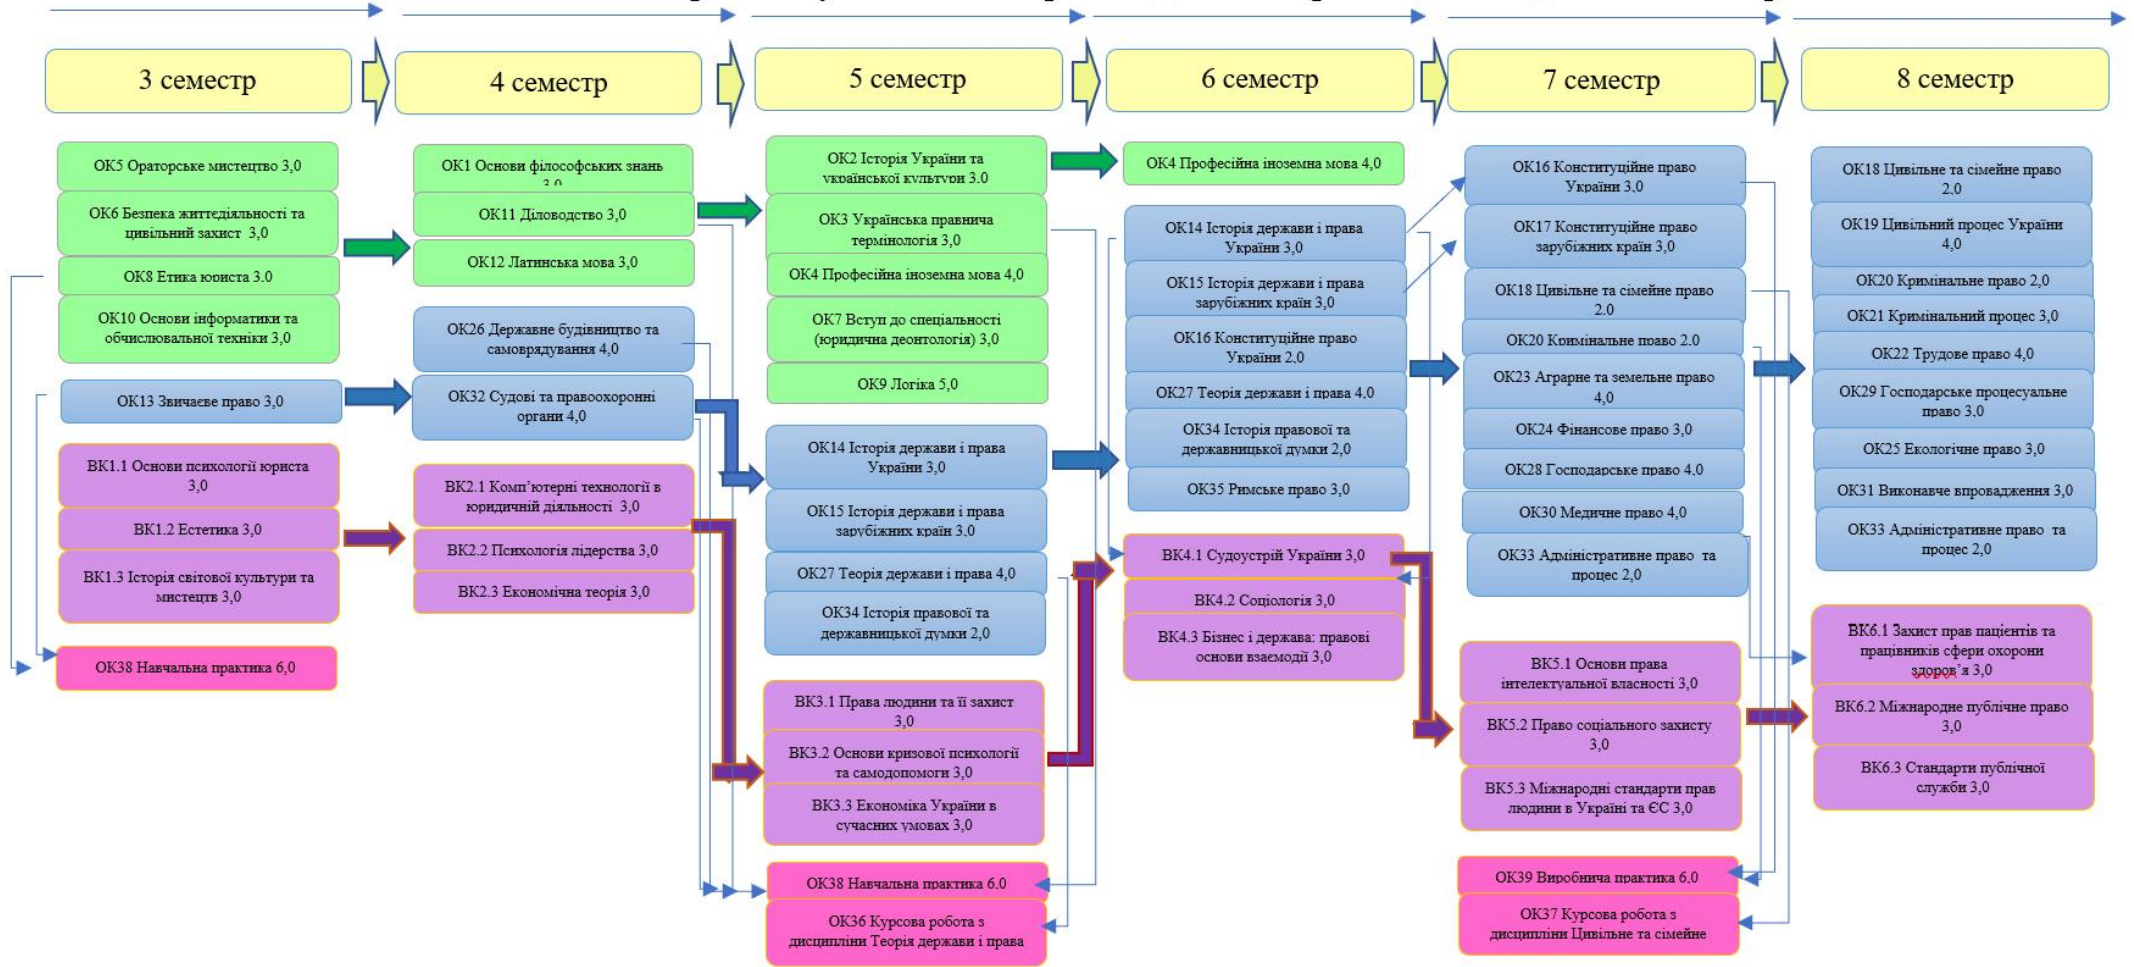 3 семестр
4 семестр
5 семестр
6 семестр
7 семестр
8 семестр
ОК5 Ораторське мистецтво 3,0
ОК6 Безпека життєдіяльності та
цивільний захист 3,0
ОК8 Етика юриста 3.0
ОК10 Основи інформатики та
обчислювальної техніки 3,0
ОК13 Звичаєве право 3,0
ВК1.1 Основи психології юриста
3,0
ВК1.2 Естетика 3,0
ВК1.3 Історія світової культури та
мистецтв 3,0
ОК38 Навчальна практика 6,0
ОК1 Основи філософських знань
3,0
ОК11 Діловодство 3,0
ОК12 Латинська мова 3,0
ОК26 Державне будівництво та
самоврядування 4,0
ОК32 Судові та правоохоронні
органи 4,0
ВК2.1 Комп’ютерні технології в
юридичній діяльності 3,0
ВК2.2 Психологія лідерства 3,0
ВК2.3 Економічна теорія 3,0
ОК2 Історія України та
української культури 3.0
ОК3 Українська правнича
термінологія 3,0
ОК4 Професійна іноземна мова 4,0
ОК7 Вступ до спеціальності
(юридична деонтологія) 3,0
ОК9 Логіка 5,0
ОК14 Історія держави і права
України 3,0
ОК15 Історія держави і права
зарубіжних країн 3,0
ОК27 Теорія держави і права 4,0
ОК34 Історія правової та
державницької думки 2,0
ВК3.1 Права людини та її захист
3,0
ВК3.2 Основи кризової психології
та самодопомоги 3,0
ВК3.3 Економіка України в
сучасних умовах 3,0
ОК38 Навчальна практика 6,0
ОК36 Курсова робота з
дисципліни Теорія держави і права
ОК4 Професійна іноземна мова 4,0
ОК14 Історія держави і права
України 3,0
ОК15 Історія держави і права
зарубіжних країн 3,0
ОК16 Конституційне право
України 2,0
ОК27 Теорія держави і права 4,0
ОК34 Історія правової та
державницької думки 2,0
ОК35 Римське право 3,0
ВК4.1 Судоустрій України 3,0
ВК4.2 Соціологія 3,0
ВК4.3 Бізнес і держава: правові
основи взаємодії 3,0
ОК16 Конституційне право
України 3,0
ОК17 Конституційне право
зарубіжних країн 3,0
ОК18 Цивільне та сімейне право
2.0
ОК20 Кримінальне право 2.0
ОК23 Аграрне та земельне право
4,0
ОК24 Фінансове право 3,0
ОК28 Господарське право 4,0
ОК30 Медичне право 4,0
ОК33 Адміністративне право та
процес 2,0
ВК5.1 Основи права
інтелектуальної власності 3,0
ВК5.2 Право соціального захисту
3,0
ВК5.3 Міжнародні стандарти прав
людини в Україні та ЄС 3,0
ОК39 Виробнича практика 6,0
ОК37 Курсова робота з
дисципліни Цивільне та сімейне
ОК18 Цивільне та сімейне право
2,0
ОК19 Цивільний процес України
4,0
ОК20 Кримінальне право 2,0
ОК21 Кримінальний процес 3,0
ОК22 Трудове право 4,0
ОК29 Господарське процесуальне
право 3,0
ОК25 Екологічне право 3,0
ОК31 Виконавче впровадження 3,0
ОК33 Адміністративне право та
процес 2,0
ВК6.1 Захист прав пацієнтів та
працівників сфери охорони
здоров’я 3,0
ВК6.2 Міжнародне публічне право
3,0
ВК6.3 Стандарти публічної
служби 3,0